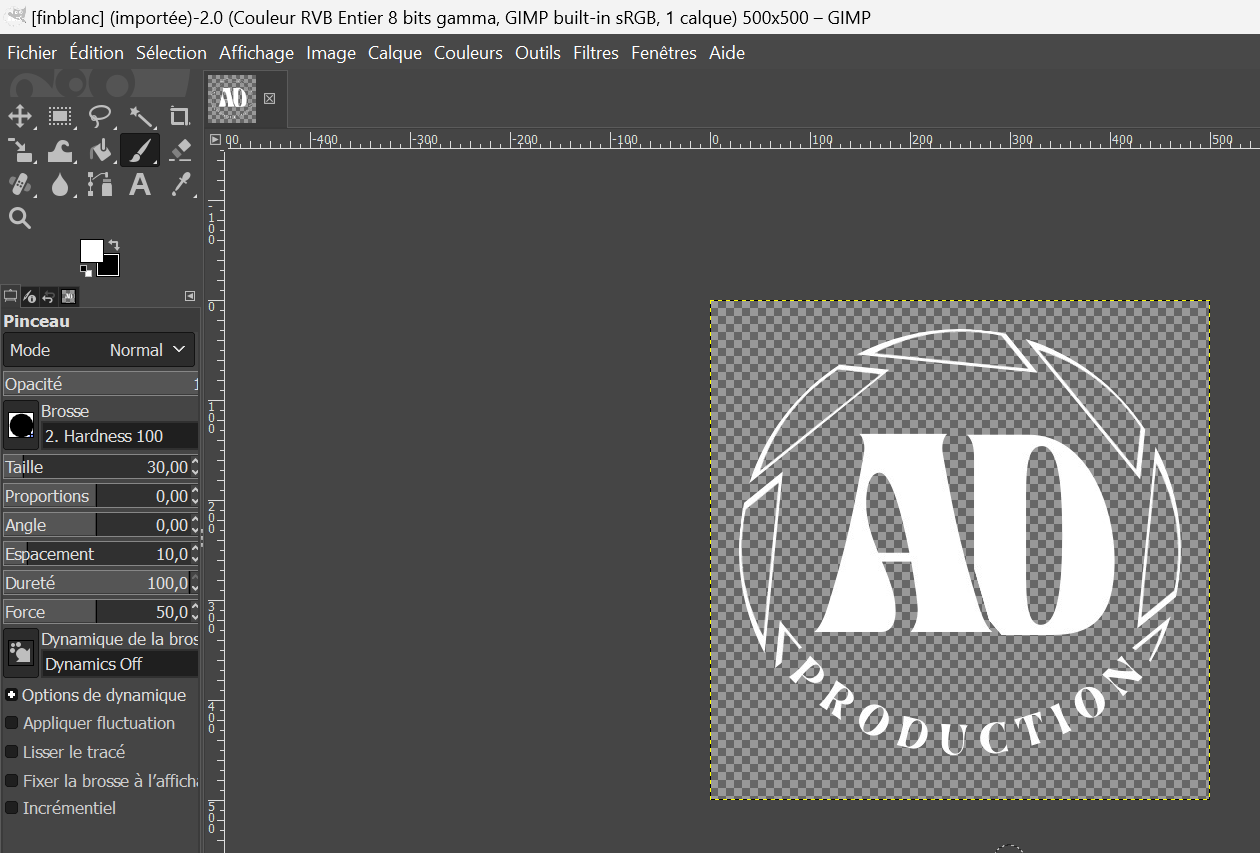 [finblanc] (importée)-2.0 (Couleur RVB Entier 8 bits gamma, GIMP built-in sRGB, 1 calque) 500x500 – GIMP
Fichier Édition Sélection Affichage Image Calque Couleurs Outils Filtres Fenêtres Aide
00 -400 -300 -200 -100 0 100 200 300 400 500
-100
0
100
200
300
400
500
Pinceau
Mode Normal
Opacité 1
Brosse
2. Hardness 100
Taille 30,00
Proportions 0,00
Angle 0,00
Espacement 10,0
Dureté 100,0
Force 50,0
Dynamique de la bros
Dynamics Off
Options de dynamique
Appliquer fluctuation
Lisser le tracé
Fixer la brosse à l'afficha
Incrémentiel
AD
PRODUCTION